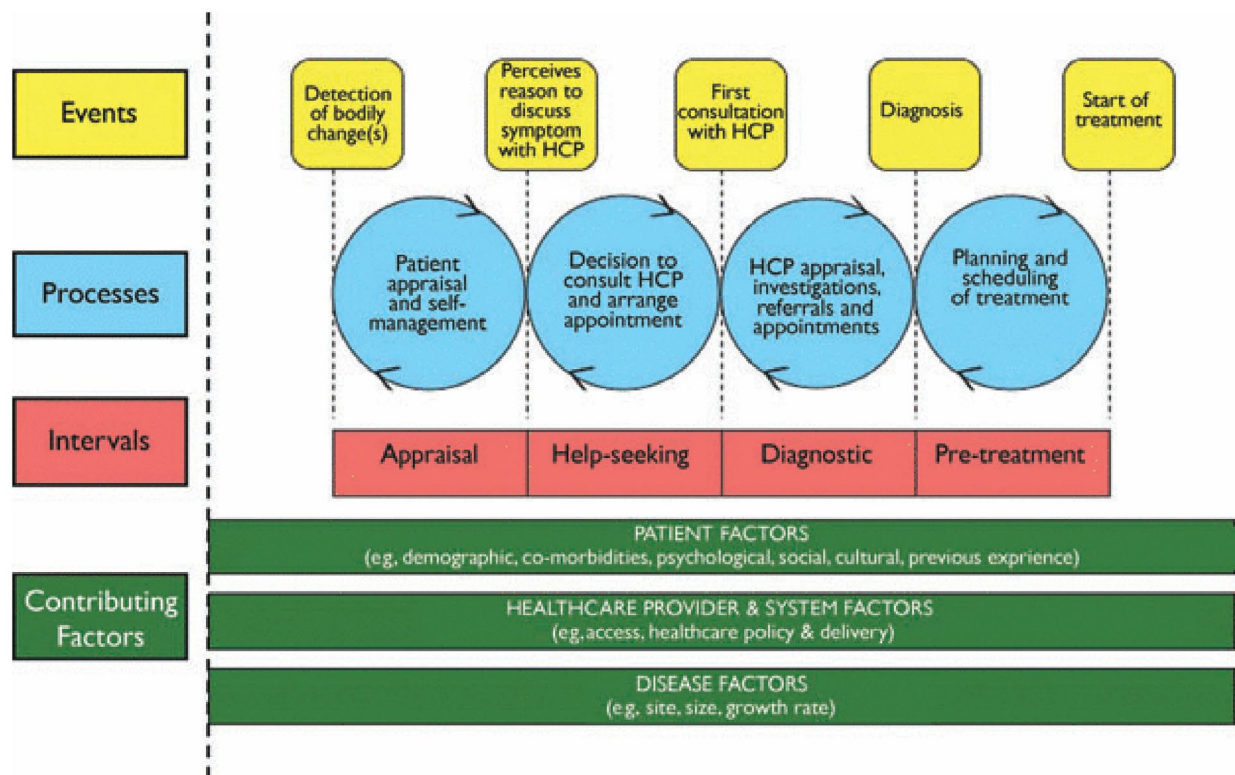 Events
Detection
of bodily
change(s)
Perceives
reason to
discuss
symptom
with HCP
First
consultation
with HCP
Diagnosis
Start of
treatment
Processes
Patient
appraisal
and self-
management
Decision to
consult HCP
and arrange
appointment
HCP appraisal,
investigations,
referrals and
appointments
Planning and
scheduling
of treatment
Intervals
Appraisal
Help-seeking
Diagnostic
Pre-treatment
Contributing
Factors
PATIENT FACTORS
(eg, demographic, co-morbidities, psychological, social, cultural, previous exprience)
HEALTHCARE PROVIDER & SYSTEM FACTORS
(eg,access, healthcare policy & delivery)
DISEASE FACTORS
(e.g. site, size, growth rate)